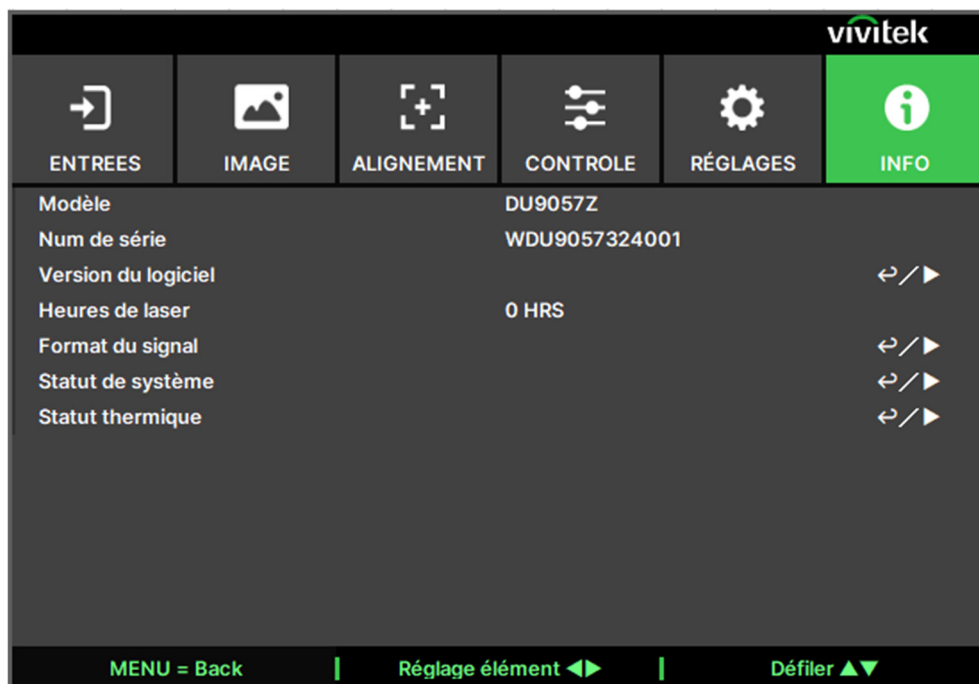 vivitek
ENTREES IMAGE ALIGNEMENT CONTROLE RÉGLAGES INFO
Modèle DU9057Z
Num de série WDU9057324001
Version du logiciel ↩/▶
Heures de laser 0 HRS
Format du signal ↩/▶
Statut de système ↩/▶
Statut thermique ↩/▶
MENU = Back | Réglage élément ◀▶ | Défiler ▲▼